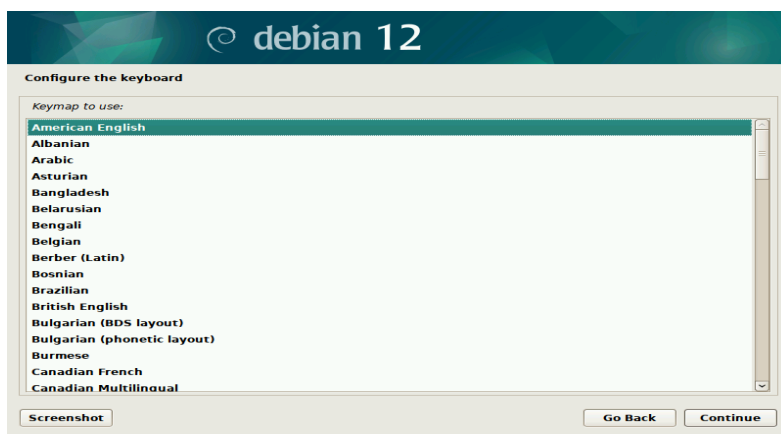 debian 12
Configure the keyboard
Keymap to use:
American English
Albanian
Arabic
Asturian
Bangladesh
Belarusian
Bengali
Belgian
Berber (Latin)
Bosnian
Brazilian
British English
Bulgarian (BDS layout)
Bulgarian (phonetic layout)
Burmese
Canadian French
Canadian Multilingual
Screenshot
Go Back
Continue